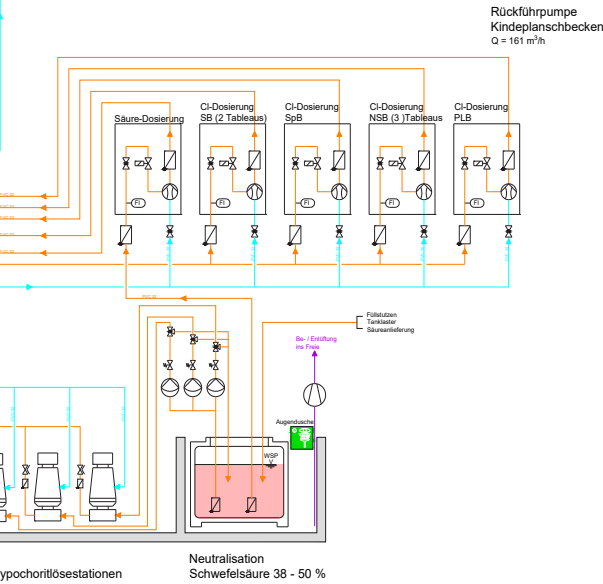 Rückführpumpe
Kindeplanschbecken
Q = 161 m³/h
Säure-Dosierung
Cl-Dosierung
SB (2 Tableaus)
Cl-Dosierung
SpB
Cl-Dosierung
NSB (3 )Tableaus
Cl-Dosierung
PLB
FI
FI
FI
FI
FI
Füllstutzen
Tanklaster
Säureanlieferung
Be- / Enlüftung
ins Freie
Augendusche
WSP
ypochoritlösestationen
Neutralisation
Schwefelsäure 38 - 50 %